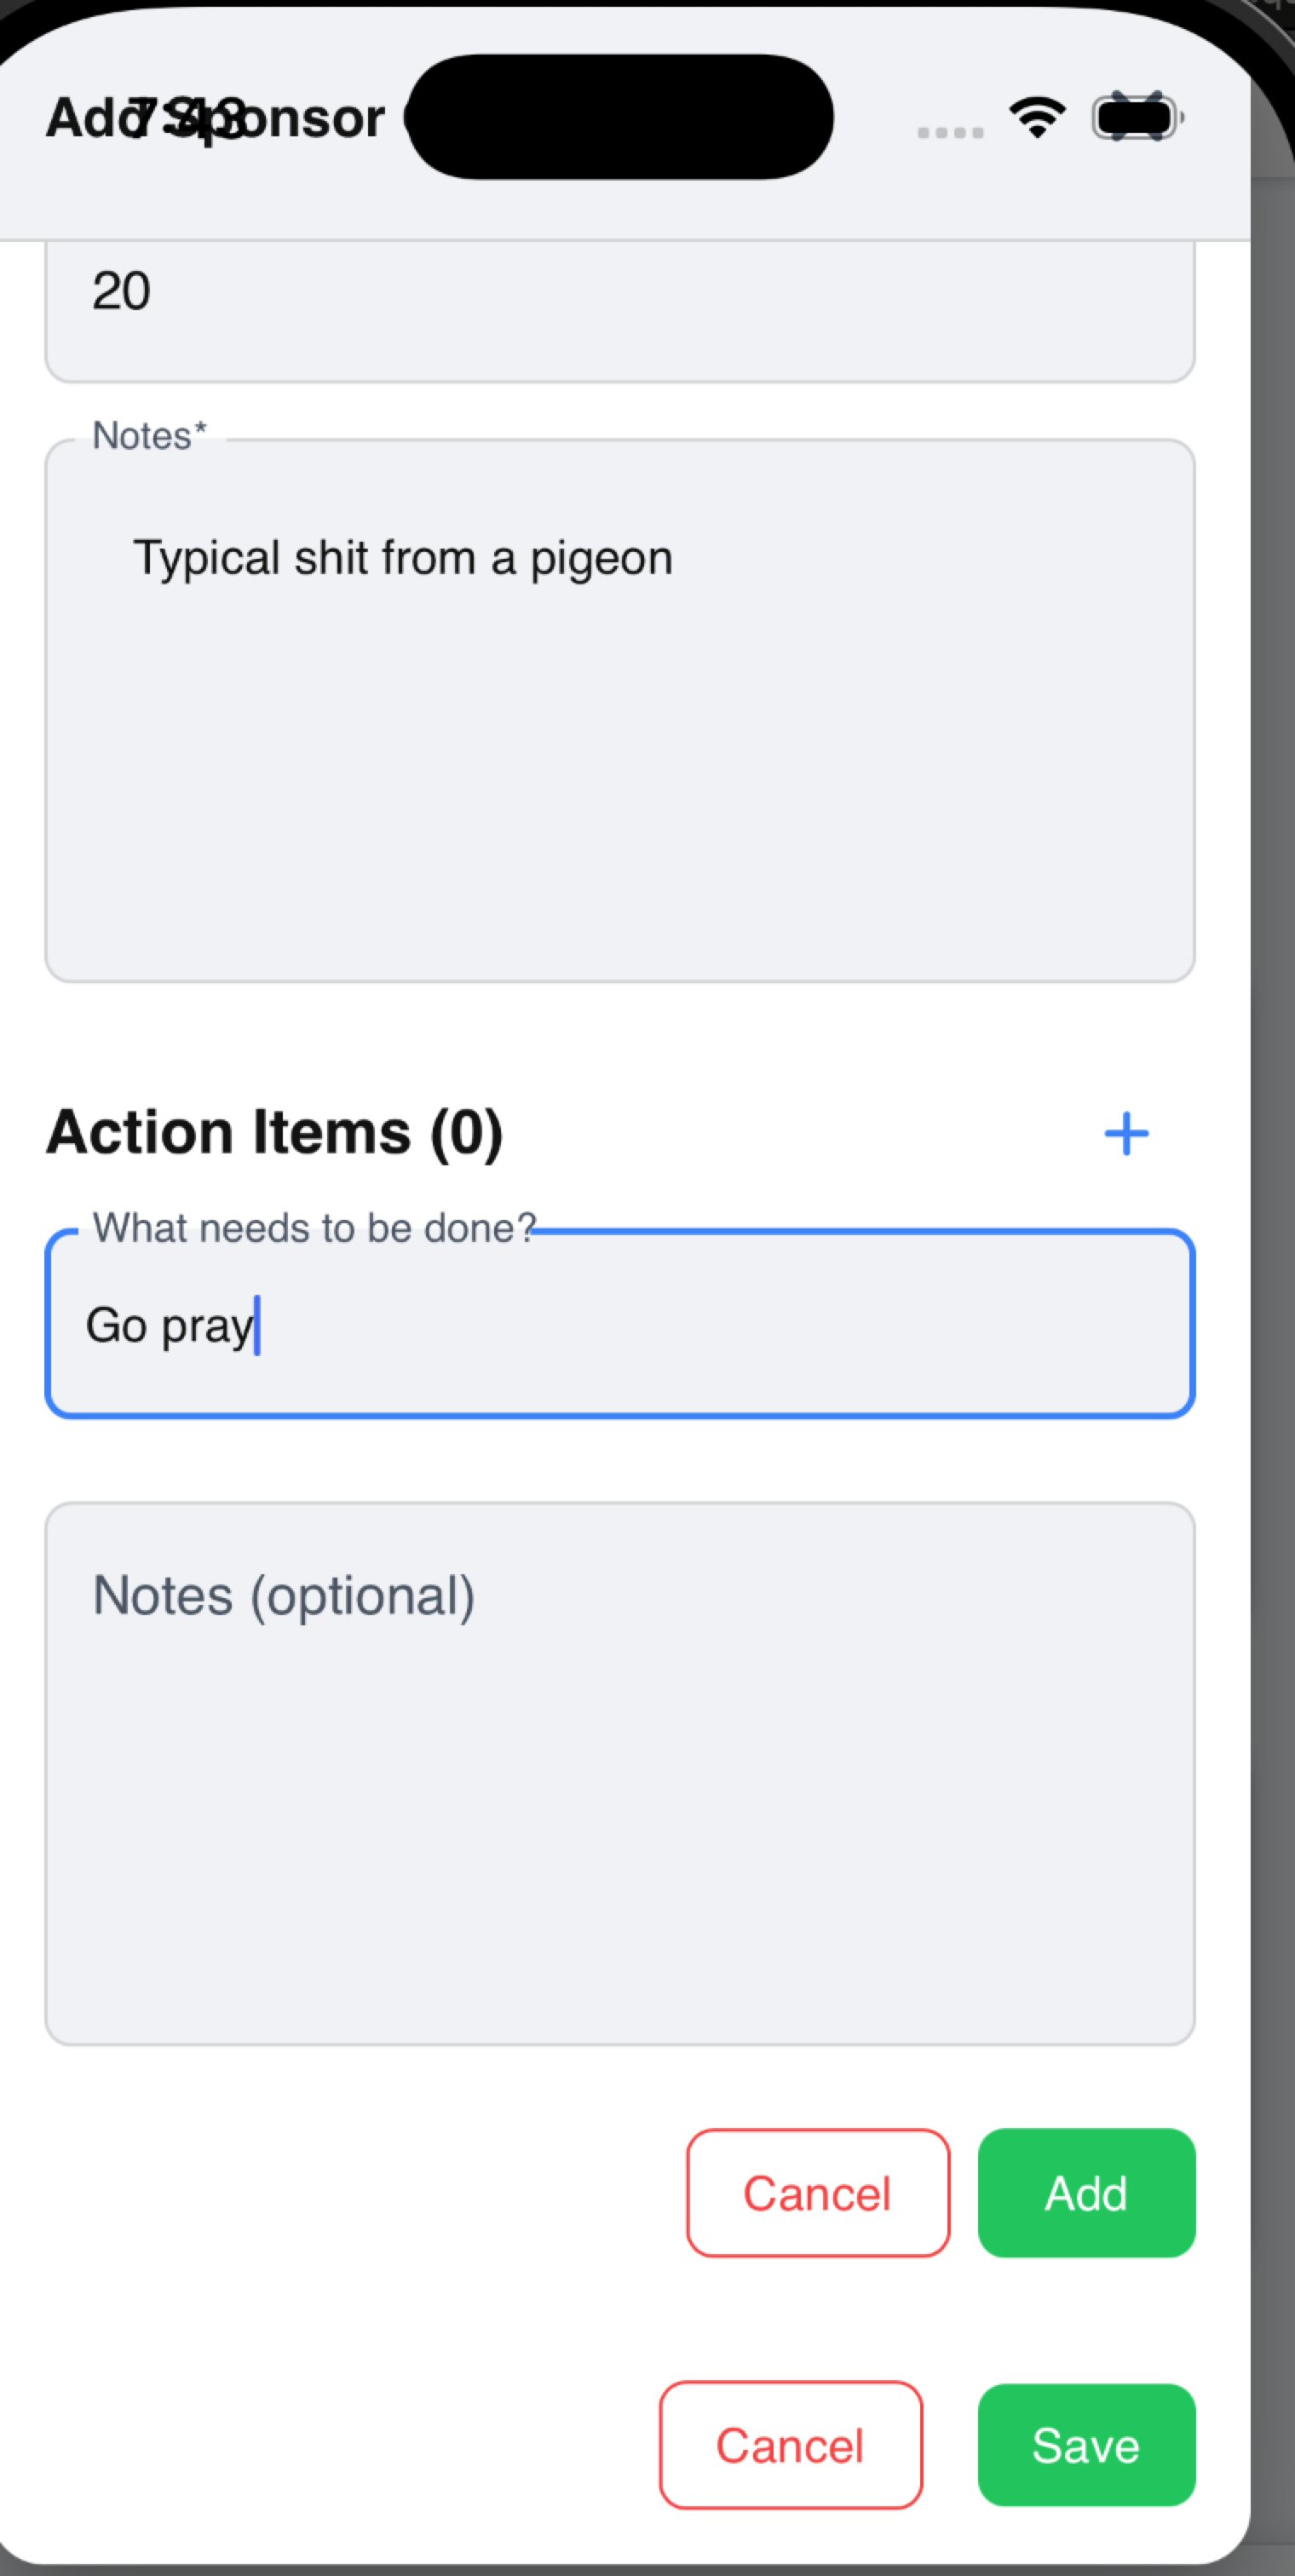 Add Sponsor
7:43
20
Notes*
Typical shit from a pigeon
Action Items (0)
What needs to be done?
Go pray
Notes (optional)
Cancel
Add
Cancel
Save